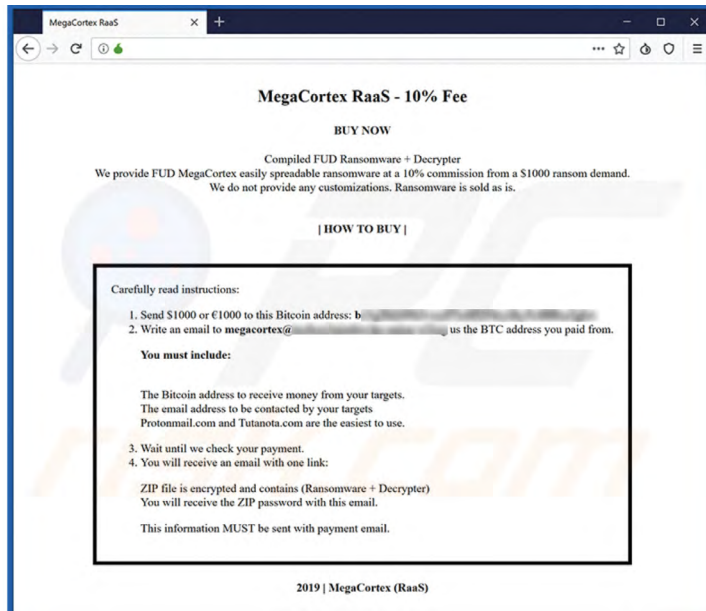 MegaCortex RaaS
MegaCortex RaaS - 10% Fee
BUY NOW
Compiled FUD Ransomware + Decrypter
We provide FUD MegaCortex easily spreadable ransomware at a 10% commission from a $1000 ransom demand.
We do not provide any customizations. Ransomware is sold as is.
| HOW TO BUY |
Carefully read instructions:
1. Send $1000 or €1000 to this Bitcoin address: b
2. Write an email to megacortex@ us the BTC address you paid from.
You must include:
The Bitcoin address to receive money from your targets.
The email address to be contacted by your targets
Protonmail.com and Tutanota.com are the easiest to use.
3. Wait until we check your payment.
4. You will receive an email with one link:
ZIP file is encrypted and contains (Ransomware + Decrypter)
You will receive the ZIP password with this email.
This information MUST be sent with payment email.
2019 | MegaCortex (RaaS)
PC
risk.com